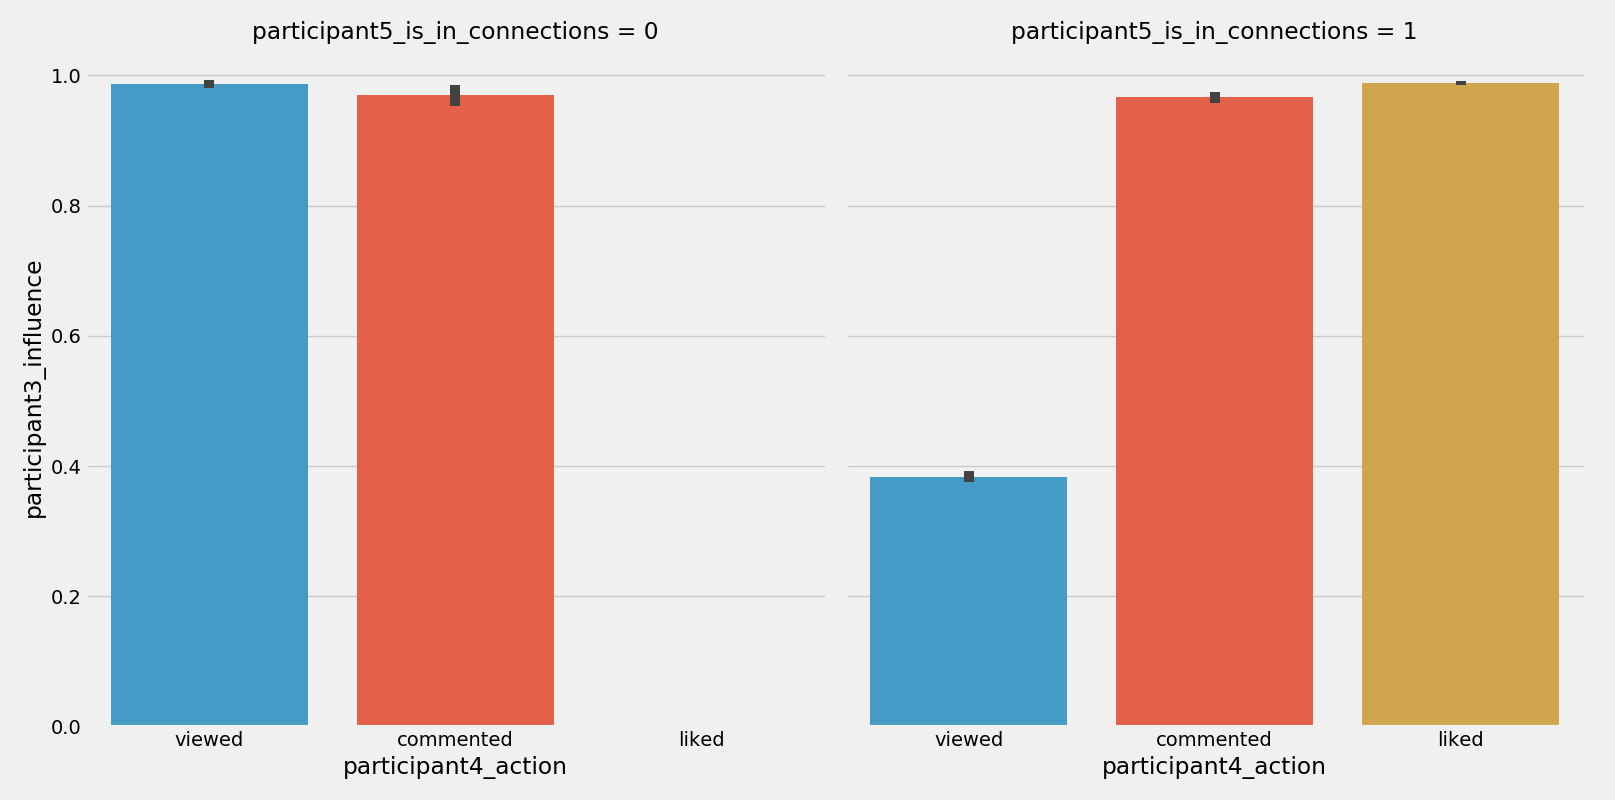 participant5_is_in_connections = 0
participant5_is_in_connections = 1
participant3_influence
1.0
0.8
0.6
0.4
0.2
0.0
viewed
commented
liked
viewed
commented
liked
participant4_action
participant4_action